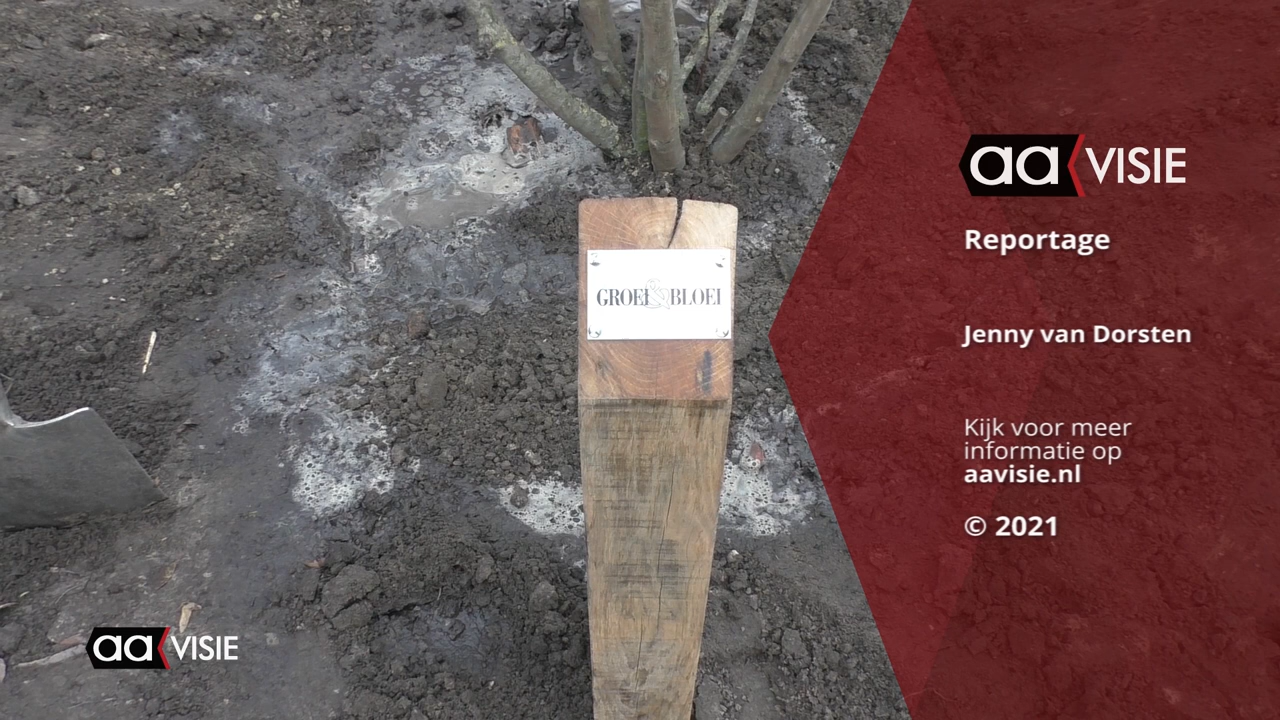 GROEI & BLOEI
aa VISIE
Reportage
Jenny van Dorsten
Kijk voor meer
informatie op
aavisie.nl
© 2021
aa VISIE